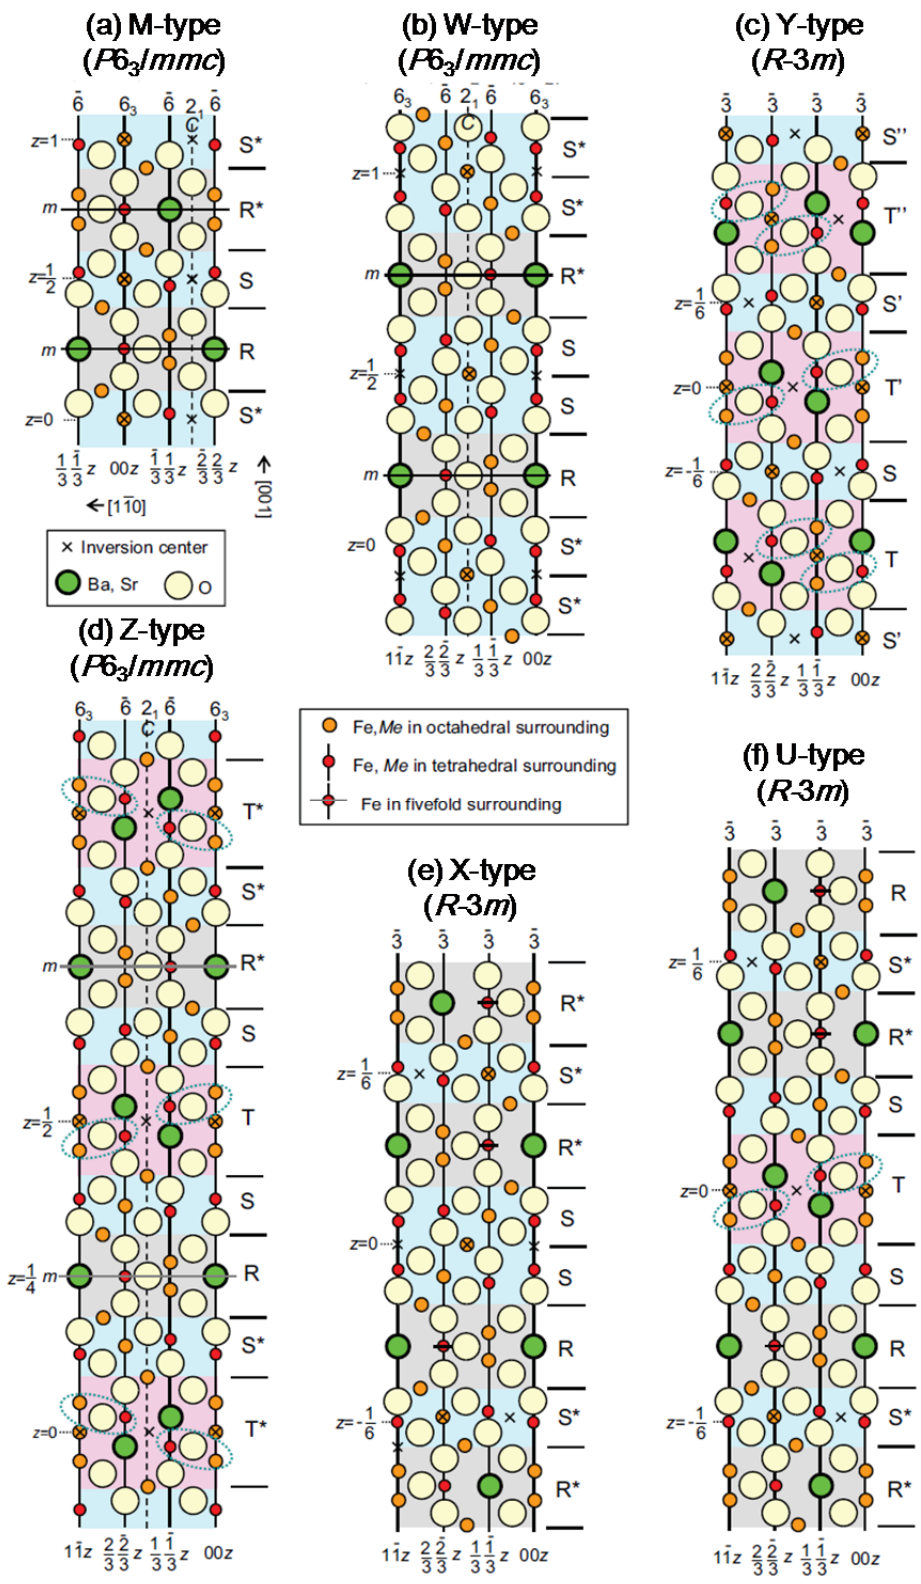 (a) M-type
(P6₃/mmc)
6̄ 6₃ 6̄ 2₁ 6̄
C
z=1
S*
m
R*
z=1/2
S
m
R
z=0
S*
1/3 1̄/3 z 00z 1̄/3 1/3 z 2̄/3 2/3 z
←[11̄0]
[001]
× Inversion center
Ba, Sr
O
(b) W-type
(P6₃/mmc)
6₃ 6̄ 2₁ 6̄ 6₃
C
S*
z=1
S*
m
R*
S
z=1/2
S
m
R
z=0
S*
S*
11̄z 2/3 2̄/3 z 1/3 1̄/3 z 00z
(c) Y-type
(R-3m)
3̄ 3̄ 3̄ 3̄
S''
T''
z=1/6
S'
z=0
T'
z=-1/6
S
T
S'
11̄z 2/3 2̄/3 z 1/3 1̄/3 z 00z
(d) Z-type
(P6₃/mmc)
6₃ 6̄ 2₁ 6̄ 6₃
C
T*
S*
m
R*
S
z=1/2
T
S
z=1/4 m
R
S*
z=0
T*
11̄z 2/3 2̄/3 z 1/3 1̄/3 z 00z
Fe,Me in octahedral surrounding
Fe, Me in tetrahedral surrounding
Fe in fivefold surrounding
(e) X-type
(R-3m)
3̄ 3̄ 3̄ 3̄
R*
z=1/6
S*
R*
S
z=0
S
R
z=-1/6
S*
R*
11̄z 2/3 2̄/3 z 1/3 1̄/3 z 00z
(f) U-type
(R-3m)
3̄ 3̄ 3̄ 3̄
R
z=1/6
S*
R*
S
z=0
T
S
R
z=-1/6
S*
R*
11̄z 2/3 2̄/3 z 1/3 1̄/3 z 00z